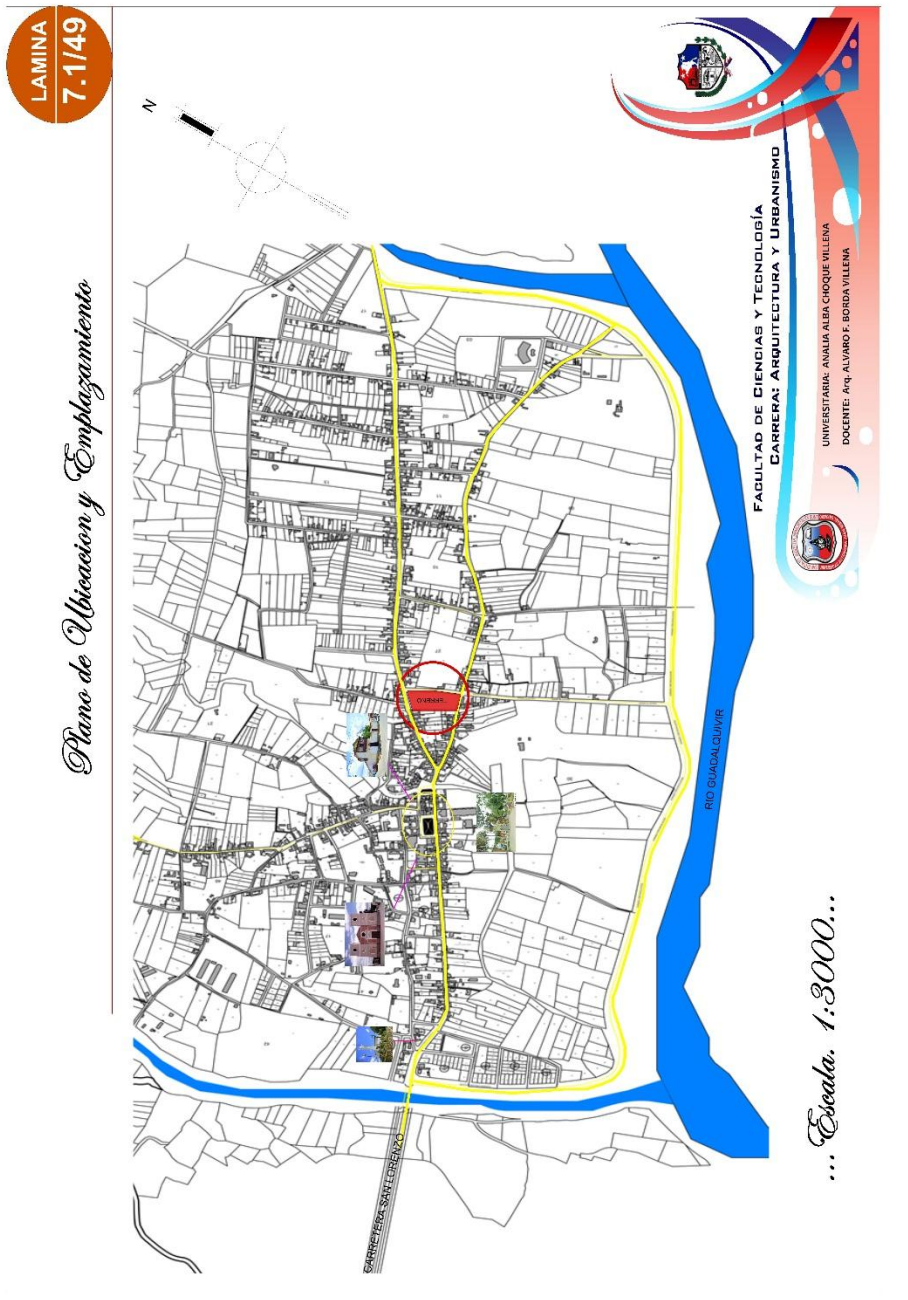 LAMINA
7.1/49
Plano de Ubicacion y Emplazamiento
N
TERRENO
RIO GUADALQUIVIR
CARRETERA SAN LORENZO
... Escala. 1:3000...
FACULTAD DE CIENCIAS Y TECNOLOGÍA
CARRERA: ARQUITECTURA Y URBANISMO
UNIVERSITARIA: ANALIA ALBA CHOQUE VILLENA
DOCENTE: Arq. ALVARO F. BORDA VILLENA